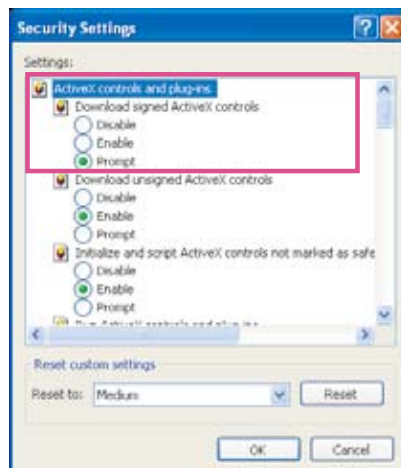 Security Settings
Settings:
ActiveX controls and plug-ins
Download signed ActiveX controls
Disable
Enable
Prompt
Download unsigned ActiveX controls
Disable
Enable
Prompt
Initialize and script ActiveX controls not marked as safe
Disable
Enable
Prompt
Reset custom settings
Reset to: Medium Reset
OK Cancel